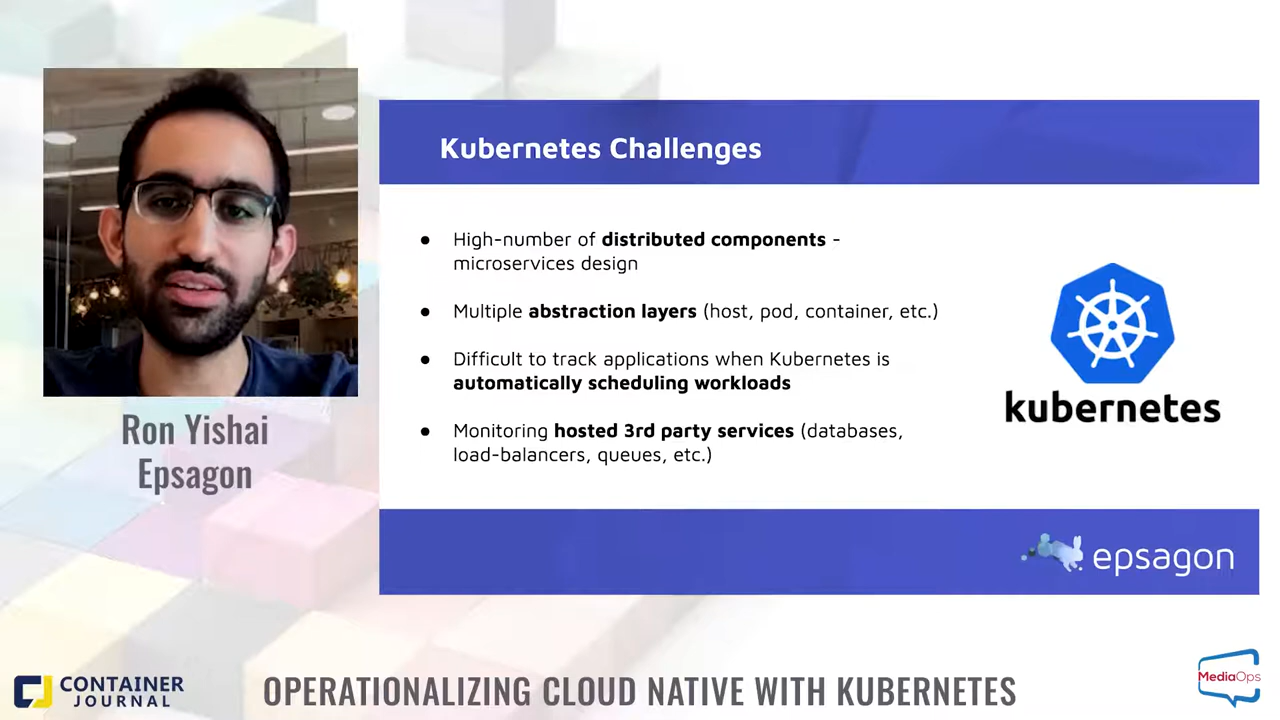 Kubernetes Challenges
● High-number of distributed components -
microservices design
● Multiple abstraction layers (host, pod, container, etc.)
● Difficult to track applications when Kubernetes is
automatically scheduling workloads
● Monitoring hosted 3rd party services (databases,
load-balancers, queues, etc.)
kubernetes
epsagon
Ron Yishai
Epsagon
CONTAINER
JOURNAL
OPERATIONALIZING CLOUD NATIVE WITH KUBERNETES
MediaOps